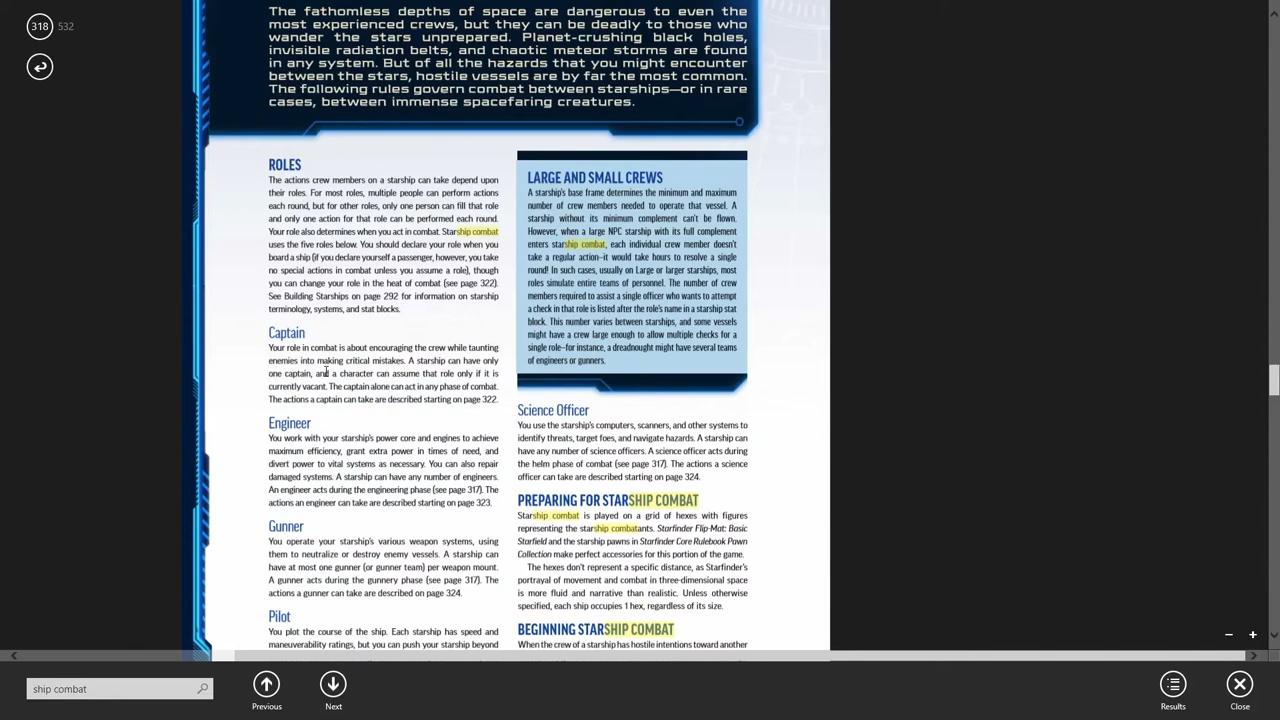 318 532
The fathomless depths of space are dangerous to even the
most experienced crews, but they can be deadly to those who
wander the stars unprepared. Planet-crushing black holes,
invisible radiation belts, and chaotic meteor storms are found
in any system. But of all the hazards that you might encounter
between the stars, hostile vessels are by far the most common.
The following rules govern combat between starships—or in rare
cases, between immense spacefaring creatures.
ROLES
The actions crew members on a starship can take depend upon
their roles. For most roles, multiple people can perform actions
each round, but for other roles, only one person can fill that role
and only one action for that role can be performed each round.
Your role also determines when you act in combat. Starship combat
uses the five roles below. You should declare your role when you
board a ship (if you declare yourself a passenger, however, you take
no special actions in combat unless you assume a role), though
you can change your role in the heat of combat (see page 322).
See Building Starships on page 292 for information on starship
terminology, systems, and stat blocks.
Captain
Your role in combat is about encouraging the crew while taunting
enemies into making critical mistakes. A starship can have only
one captain, and a character can assume that role only if it is
currently vacant. The captain alone can act in any phase of combat.
The actions a captain can take are described starting on page 322.
Engineer
You work with your starship's power core and engines to achieve
maximum efficiency, grant extra power in times of need, and
divert power to vital systems as necessary. You can also repair
damaged systems. A starship can have any number of engineers.
An engineer acts during the engineering phase (see page 317). The
actions an engineer can take are described starting on page 323.
Gunner
You operate your starship's various weapon systems, using
them to neutralize or destroy enemy vessels. A starship can
have at most one gunner (or gunner team) per weapon mount.
A gunner acts during the gunnery phase (see page 317). The
actions a gunner can take are described on page 324.
Pilot
You plot the course of the ship. Each starship has speed and
maneuverability ratings, but you can push your starship beyond
LARGE AND SMALL CREWS
A starship's base frame determines the minimum and maximum
number of crew members needed to operate that vessel. A
starship without its minimum complement can't be flown.
However, when a large NPC starship with its full complement
enters starship combat, each individual crew member doesn't
take a regular action—it would take hours to resolve a single
round! In such cases, usually on Large or larger starships, most
roles simulate entire teams of personnel. The number of crew
members required to assist a single officer who wants to attempt
a check in that role is listed after the role's name in a starship stat
block. This number varies between starships, and some vessels
might have a crew large enough to allow multiple checks for a
single role—for instance, a dreadnought might have several teams
of engineers or gunners.
Science Officer
You use the starship's computers, scanners, and other systems to
identify threats, target foes, and navigate hazards. A starship can
have any number of science officers. A science officer acts during
the helm phase of combat (see page 317). The actions a science
officer can take are described starting on page 324.
PREPARING FOR STARSHIP COMBAT
Starship combat is played on a grid of hexes with figures
representing the starship combatants. Starfinder Flip-Mat: Basic
Starfield and the starship pawns in Starfinder Core Rulebook Pawn
Collection make perfect accessories for this portion of the game.
The hexes don't represent a specific distance, as Starfinder's
portrayal of movement and combat in three-dimensional space
is more fluid and narrative than realistic. Unless otherwise
specified, each ship occupies 1 hex, regardless of its size.
BEGINNING STARSHIP COMBAT
When the crew of a starship has hostile intentions toward another
ship combat
Previous
Next
Results
Close